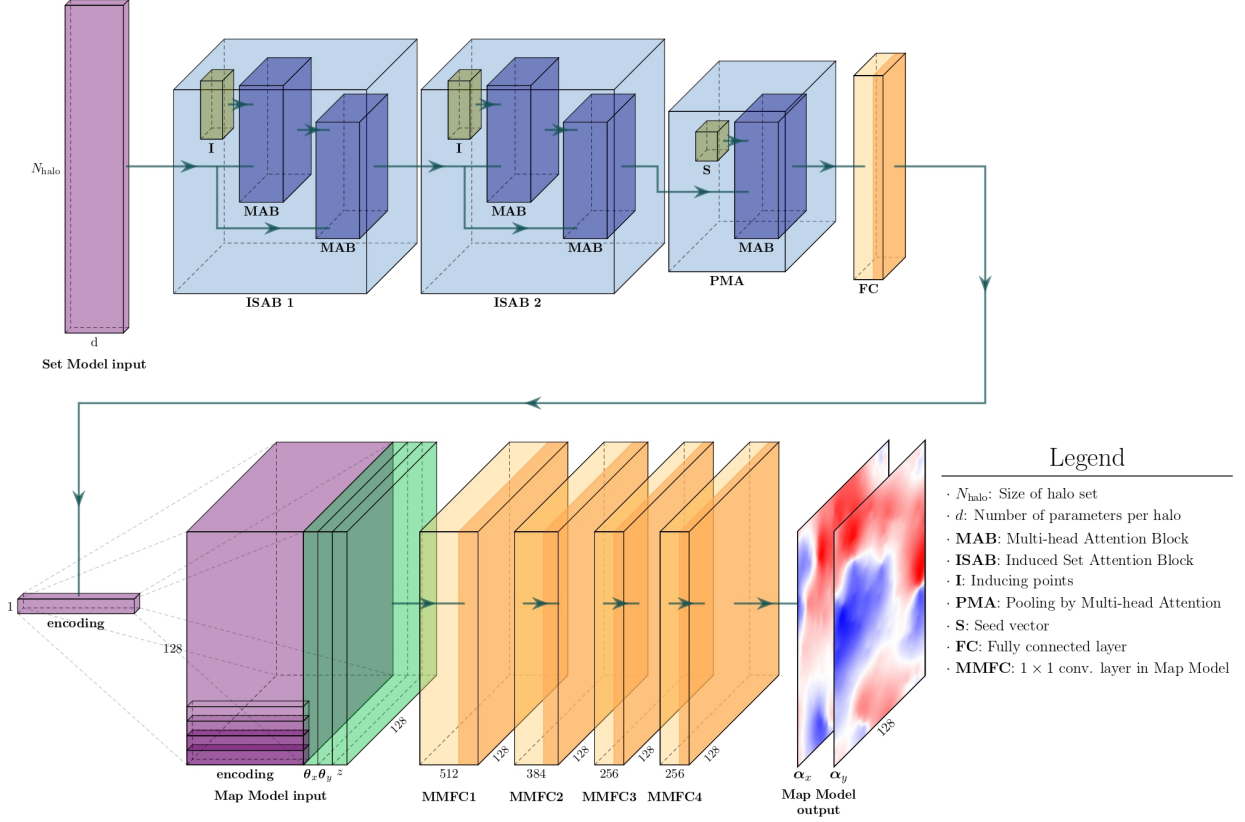 N_halo
d
Set Model input
I
MAB
MAB
ISAB 1
I
MAB
MAB
ISAB 2
S
MAB
PMA
FC
1
encoding
128
encoding
θ_x θ_y z
128
Map Model input
512
128
MMFC1
384
128
MMFC2
256
128
MMFC3
256
128
MMFC4
α_x
α_y
128
Map Model
output
Legend
· N_halo: Size of halo set
· d: Number of parameters per halo
· MAB: Multi-head Attention Block
· ISAB: Induced Set Attention Block
· I: Inducing points
· PMA: Pooling by Multi-head Attention
· S: Seed vector
· FC: Fully connected layer
· MMFC: 1 × 1 conv. layer in Map Model